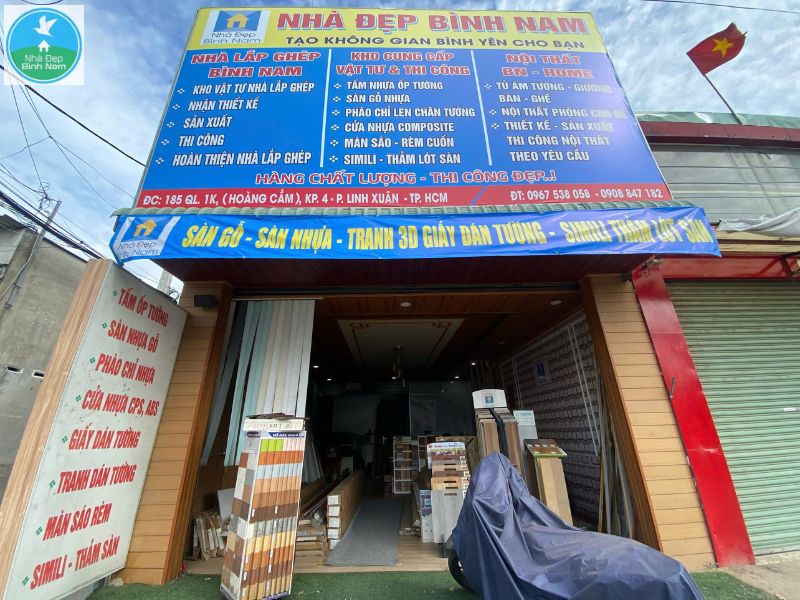 Nhà Đẹp
Bình Nam
Nhà Đẹp
Bình Nam
NHÀ ĐẸP BÌNH NAM
TẠO KHÔNG GIAN BÌNH YÊN CHO BẠN
NHÀ LẮP GHÉP
BÌNH NAM
KHO VẬT TƯ NHÀ LẮP GHÉP
NHẬN THIẾT KẾ
SẢN XUẤT
THI CÔNG
HOÀN THIỆN NHÀ LẮP GHÉP
KHO CUNG CẤP
VẬT TƯ & THI CÔNG
TẤM NHỰA ỐP TƯỜNG
SÀN GỖ NHỰA
PHÀO CHỈ LEN CHÂN TƯỜNG
CỬA NHỰA COMPOSITE
MÀN SÁO - RÈM CUỐN
SIMILI - THẢM LÓT SÀN
NỘI THẤT
BN - HOME
TỦ ÂM TƯỜNG - GIƯỜNG
BÀN - GHẾ
NỘI THẤT PHÒNG CHO BÉ
THIẾT KẾ - SẢN XUẤT
THI CÔNG NỘI THẤT
THEO YÊU CẦU
HÀNG CHẤT LƯỢNG - THI CÔNG ĐẸP..!
ĐC: 185 QL. 1K, ( HOÀNG CẦM ), KP. 4 - P. LINH XUÂN - TP. HCM
ĐT: 0967 538 058 - 0908 847 182
Nhà Đẹp
Bình Nam
SÀN GỖ - SÀN NHỰA - TRANH 3D GIẤY DÁN TƯỜNG - SIMILI THẢM LÓT SÀN
TẤM ỐP TƯỜNG
SÀN NHỰA GỖ
PHÀO CHỈ NHỰA
CỬA NHỰA CPS, ABS
GIẤY DÁN TƯỜNG
TRANH DÁN TƯỜNG
MÀN SÁO RÈM
SIMILI - THẢM SÀN